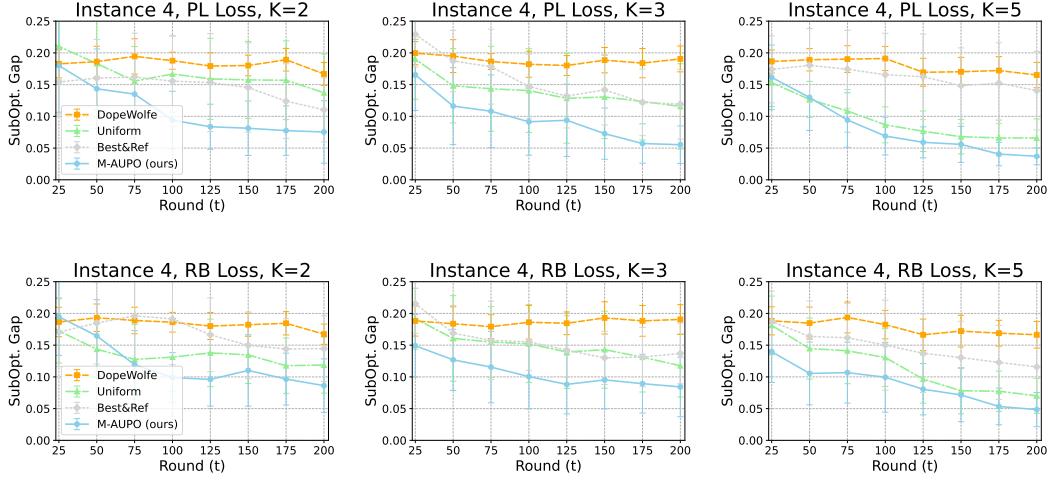 Instance 4, PL Loss, K=2
SubOpt. Gap
0.25
0.20
0.15
0.10
0.05
0.00
DopeWolfe
Uniform
Best&Ref
M-AUPO (ours)
25 50 75 100 125 150 175 200
Round (t)
Instance 4, PL Loss, K=3
SubOpt. Gap
0.25
0.20
0.15
0.10
0.05
0.00
25 50 75 100 125 150 175 200
Round (t)
Instance 4, PL Loss, K=5
SubOpt. Gap
0.25
0.20
0.15
0.10
0.05
0.00
25 50 75 100 125 150 175 200
Round (t)
Instance 4, RB Loss, K=2
SubOpt. Gap
0.25
0.20
0.15
0.10
0.05
0.00
DopeWolfe
Uniform
Best&Ref
M-AUPO (ours)
25 50 75 100 125 150 175 200
Round (t)
Instance 4, RB Loss, K=3
SubOpt. Gap
0.25
0.20
0.15
0.10
0.05
0.00
25 50 75 100 125 150 175 200
Round (t)
Instance 4, RB Loss, K=5
SubOpt. Gap
0.25
0.20
0.15
0.10
0.05
0.00
25 50 75 100 125 150 175 200
Round (t)